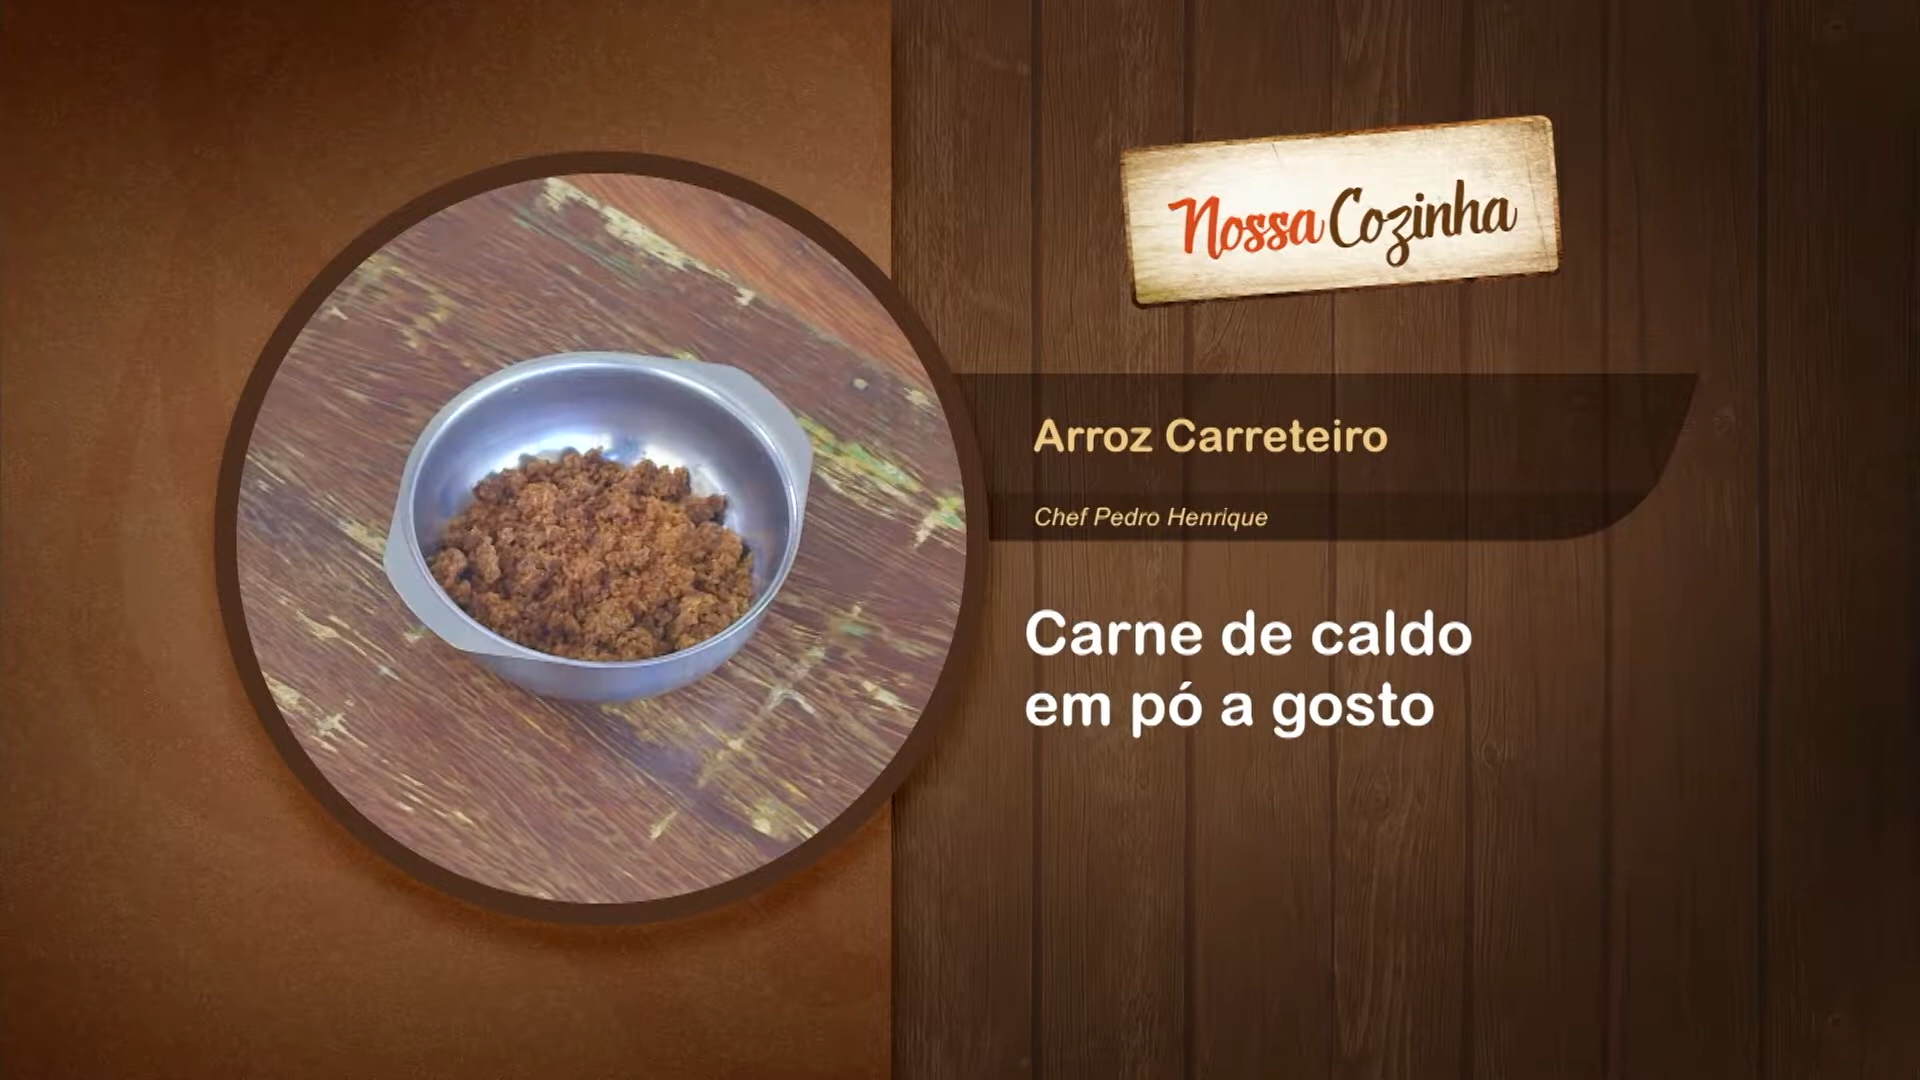 Nossa Cozinha
Arroz Carreteiro
Chef Pedro Henrique
Carne de caldo
em pó a gosto